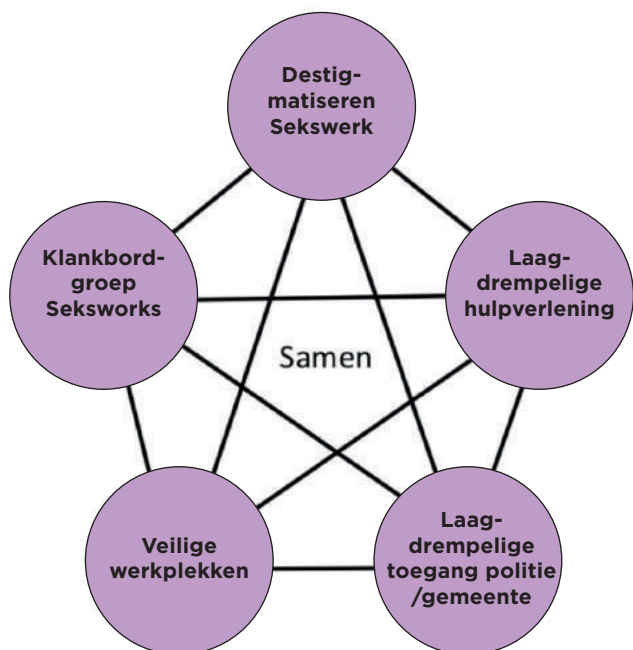 Destig-
matiseren
Sekswerk
Klankbord-
groep
Seksworks
Laag-
drempelige
hulpverlening
Samen
Veilige
werkplekken
Laag-
drempelige
toegang politie
/gemeente